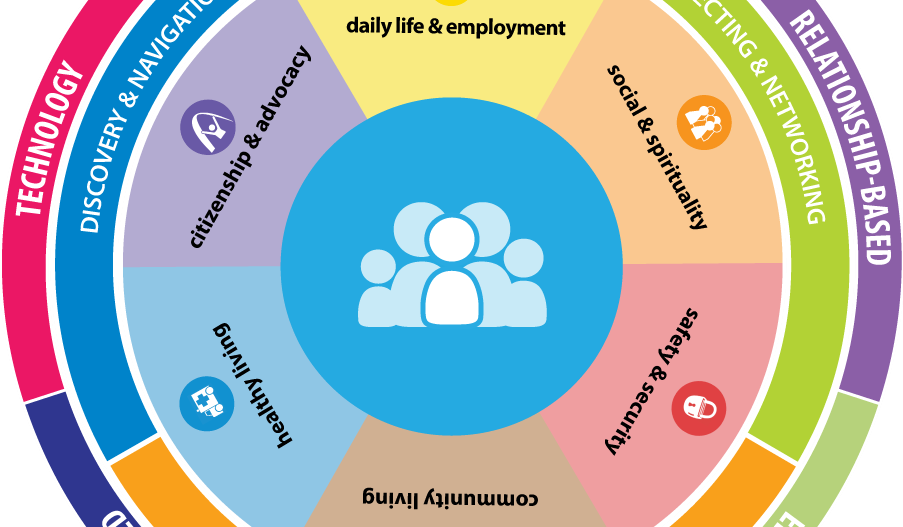 TECHNOLOGY
DISCOVERY & NAVIGATIO
ECTING & NETWORKING
RELATIONSHIP-BASED
daily life & employment
citizenship & advocacy
social & spirituality
healthy living
safety & security
community living